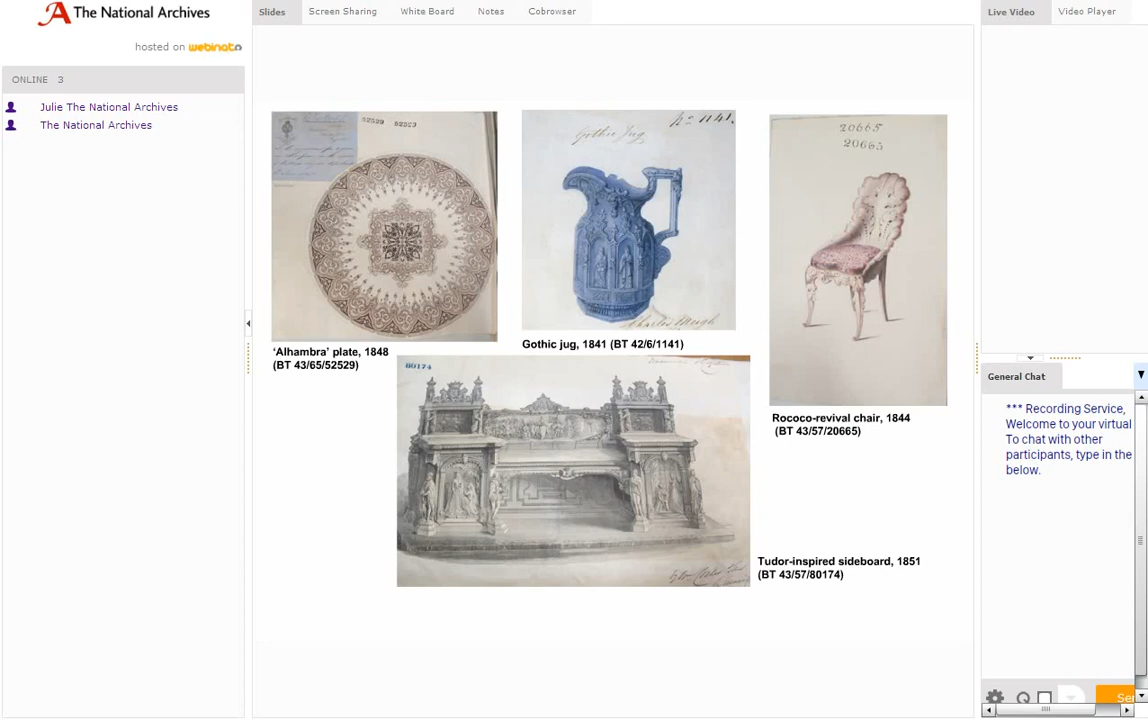 The National Archives
hosted on webinato
ONLINE 3
Julie The National Archives
The National Archives
Slides
Screen Sharing
White Board
Notes
Cobrowser
52529 52553
Gothic Jug
No 1141.
Charles Meigh
20665
20665
‘Alhambra’ plate, 1848
(BT 43/65/52529)
Gothic jug, 1841 (BT 42/6/1141)
Rococo-revival chair, 1844
(BT 43/57/20665)
80174
Tudor-inspired sideboard, 1851
(BT 43/57/80174)
Live Video
Video Player
General Chat
*** Recording Service,
Welcome to your virtual
To chat with other
participants, type in the
below.